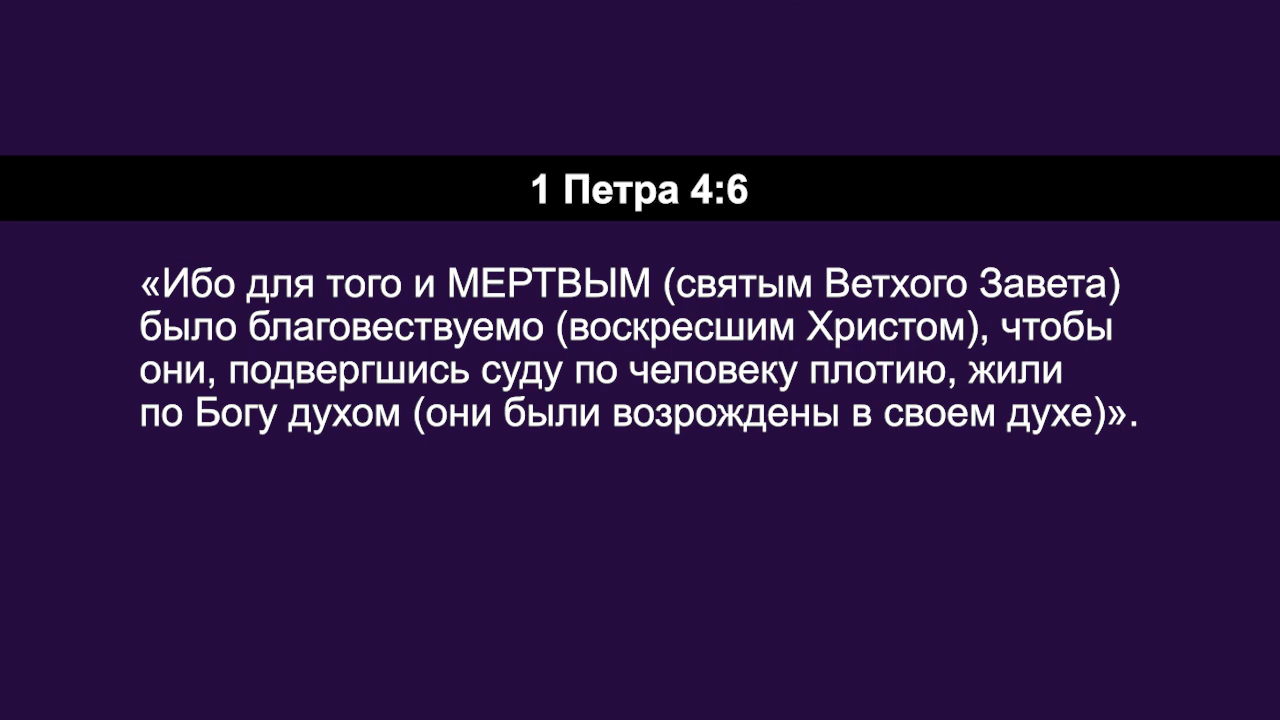 1 Петра 4:6
«Ибо для того и МЕРТВЫМ (святым Ветхого Завета)
было благовествуемо (воскресшим Христом), чтобы
они, подвергшись суду по человеку плотию, жили
по Богу духом (они были возрождены в своем духе)».